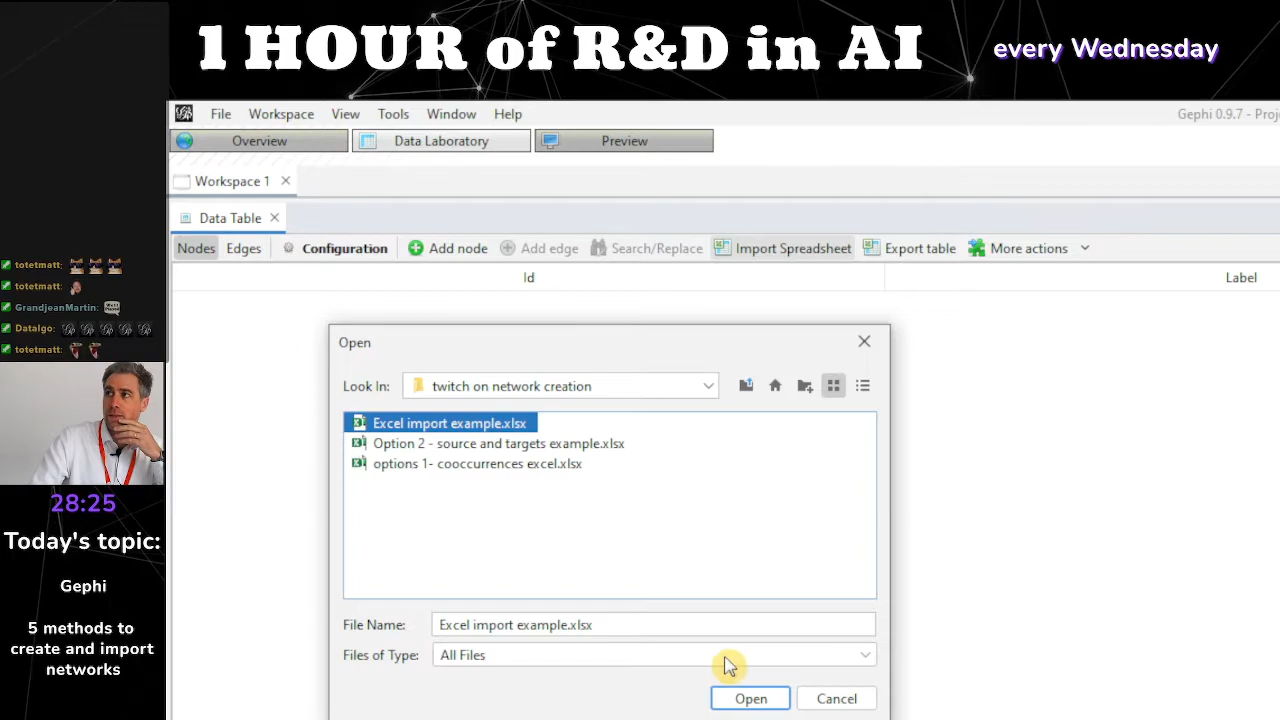 1 HOUR of R&D in AI
every Wednesday
File Workspace View Tools Window Help
Gephi 0.9.7 - Proj
Overview Data Laboratory Preview
Workspace 1
Data Table
Nodes Edges Configuration Add node Add edge Search/Replace Import Spreadsheet Export table More actions
Id Label
totetmatt:
totetmatt:
GrandjeanMartin:
Datalgo:
totetmatt:
28:25
Today's topic:
Gephi
5 methods to
create and import
networks
Open
Look In: twitch on network creation
Excel import example.xlsx
Option 2 - source and targets example.xlsx
options 1- cooccurrences excel.xlsx
File Name: Excel import example.xlsx
Files of Type: All Files
Open Cancel